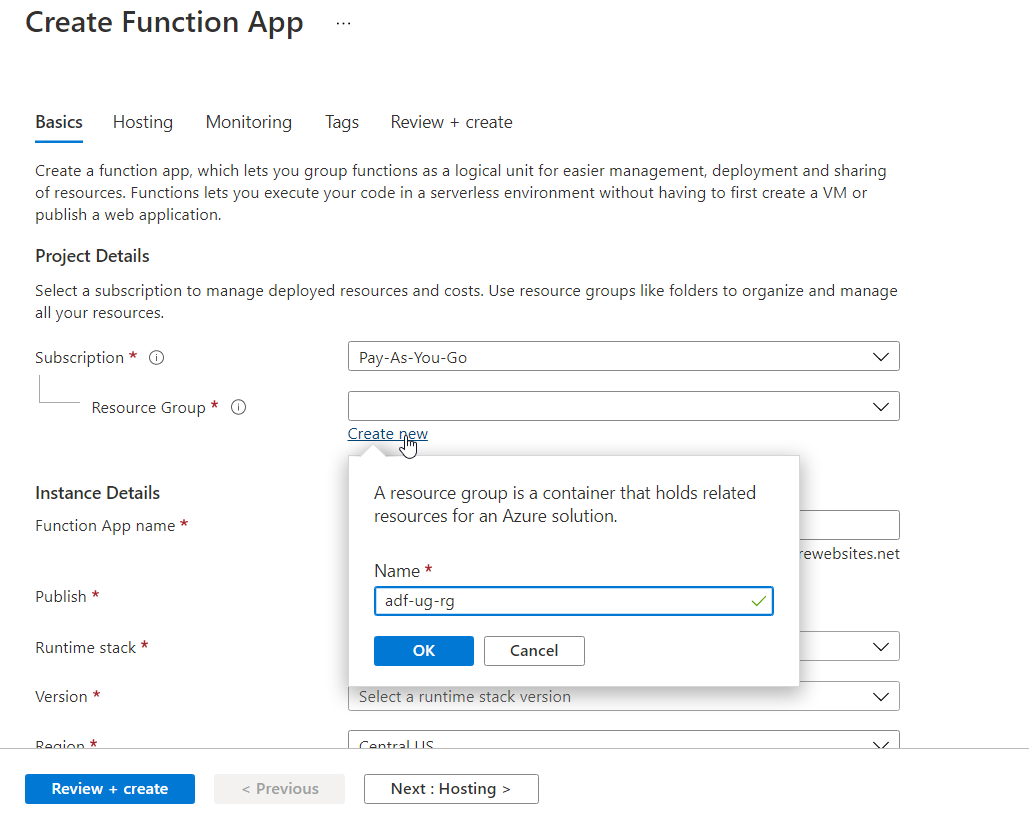 Create Function App ...
Basics Hosting Monitoring Tags Review + create
Create a function app, which lets you group functions as a logical unit for easier management, deployment and sharing
of resources. Functions lets you execute your code in a serverless environment without having to first create a VM or
publish a web application.
Project Details
Select a subscription to manage deployed resources and costs. Use resource groups like folders to organize and manage
all your resources.
Subscription *
Pay-As-You-Go
Resource Group *
Create new
A resource group is a container that holds related
resources for an Azure solution.
Name *
adf-ug-rg
OK Cancel
Instance Details
Function App name *
rewebsites.net
Publish *
Runtime stack *
Version *
Select a runtime stack version
Region *
Central US
Review + create < Previous Next : Hosting >